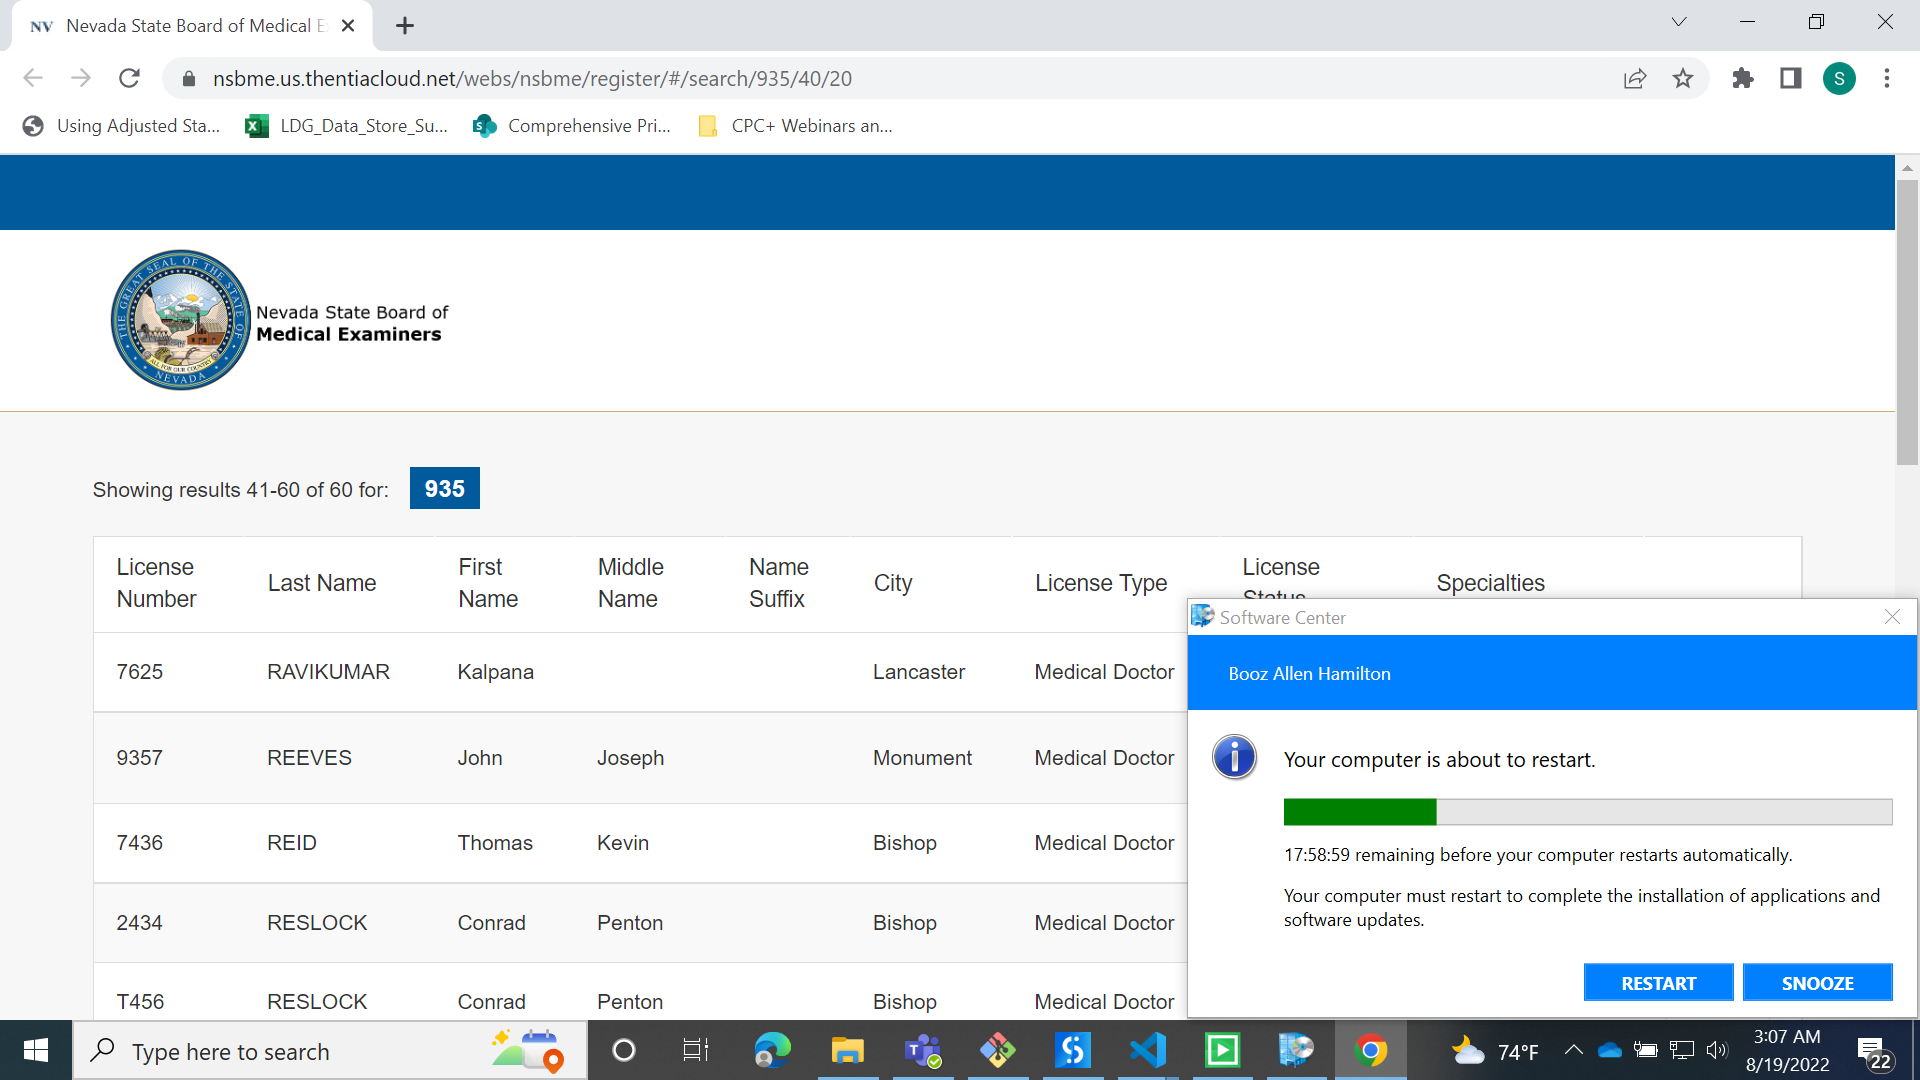 NV Nevada State Board of Medical E
nsbme.us.thentiacloud.net/webs/nsbme/register/#/search/935/40/20
S
Using Adjusted Sta... LDG_Data_Store_Su... Comprehensive Pri... CPC+ Webinars an...
THE GREAT SEAL OF THE STATE OF NEVADA
ALL FOR OUR COUNTRY
Nevada State Board of
Medical Examiners
Showing results 41-60 of 60 for: 935
License Number Last Name First Name Middle Name Name Suffix City License Type License Status Specialties
7625 RAVIKUMAR Kalpana Lancaster Medical Doctor
9357 REEVES John Joseph Monument Medical Doctor
7436 REID Thomas Kevin Bishop Medical Doctor
2434 RESLOCK Conrad Penton Bishop Medical Doctor
T456 RESLOCK Conrad Penton Bishop Medical Doctor
Software Center
Booz Allen Hamilton
Your computer is about to restart.
17:58:59 remaining before your computer restarts automatically.
Your computer must restart to complete the installation of applications and
software updates.
RESTART SNOOZE
Type here to search
74°F
3:07 AM
8/19/2022
22